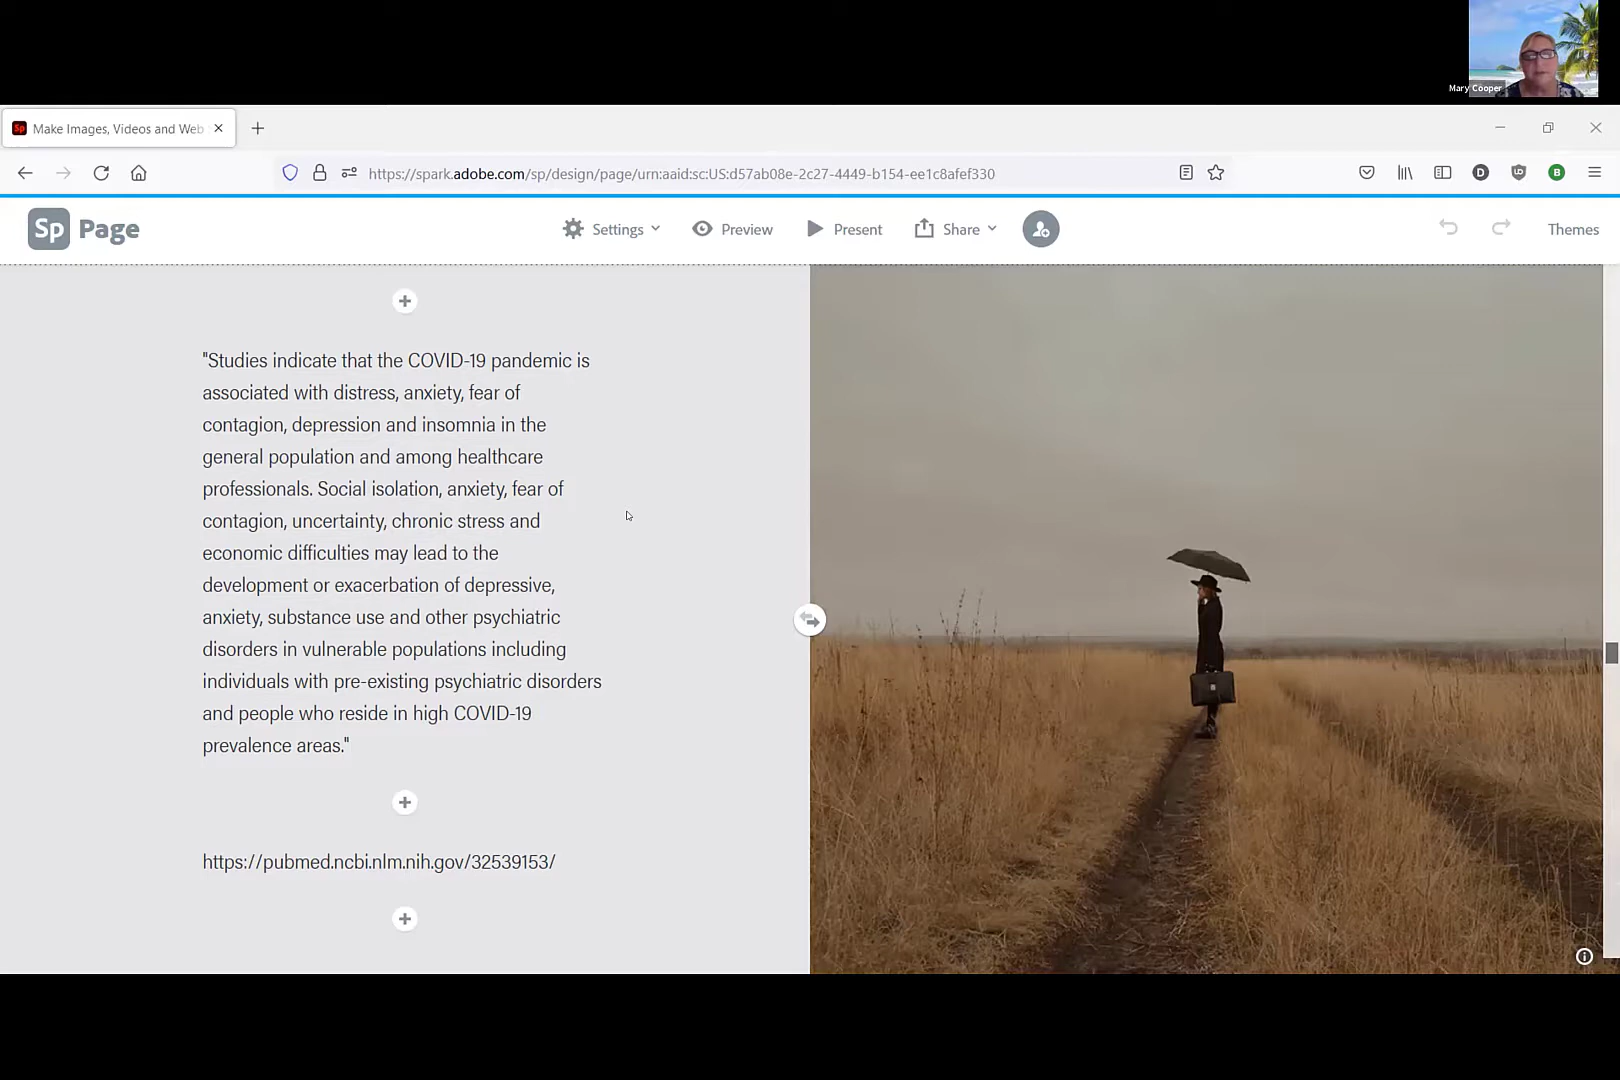 Mary Cooper
Sp Make Images, Videos and Web
https://spark.adobe.com/sp/design/page/urn:aaid:sc:US:d57ab08e-2c27-4449-b154-ee1c8afef330
D
UD
B
Sp Page
Settings Preview Present Share Themes
"Studies indicate that the COVID-19 pandemic is
associated with distress, anxiety, fear of
contagion, depression and insomnia in the
general population and among healthcare
professionals. Social isolation, anxiety, fear of
contagion, uncertainty, chronic stress and
economic difficulties may lead to the
development or exacerbation of depressive,
anxiety, substance use and other psychiatric
disorders in vulnerable populations including
individuals with pre-existing psychiatric disorders
and people who reside in high COVID-19
prevalence areas."
https://pubmed.ncbi.nlm.nih.gov/32539153/